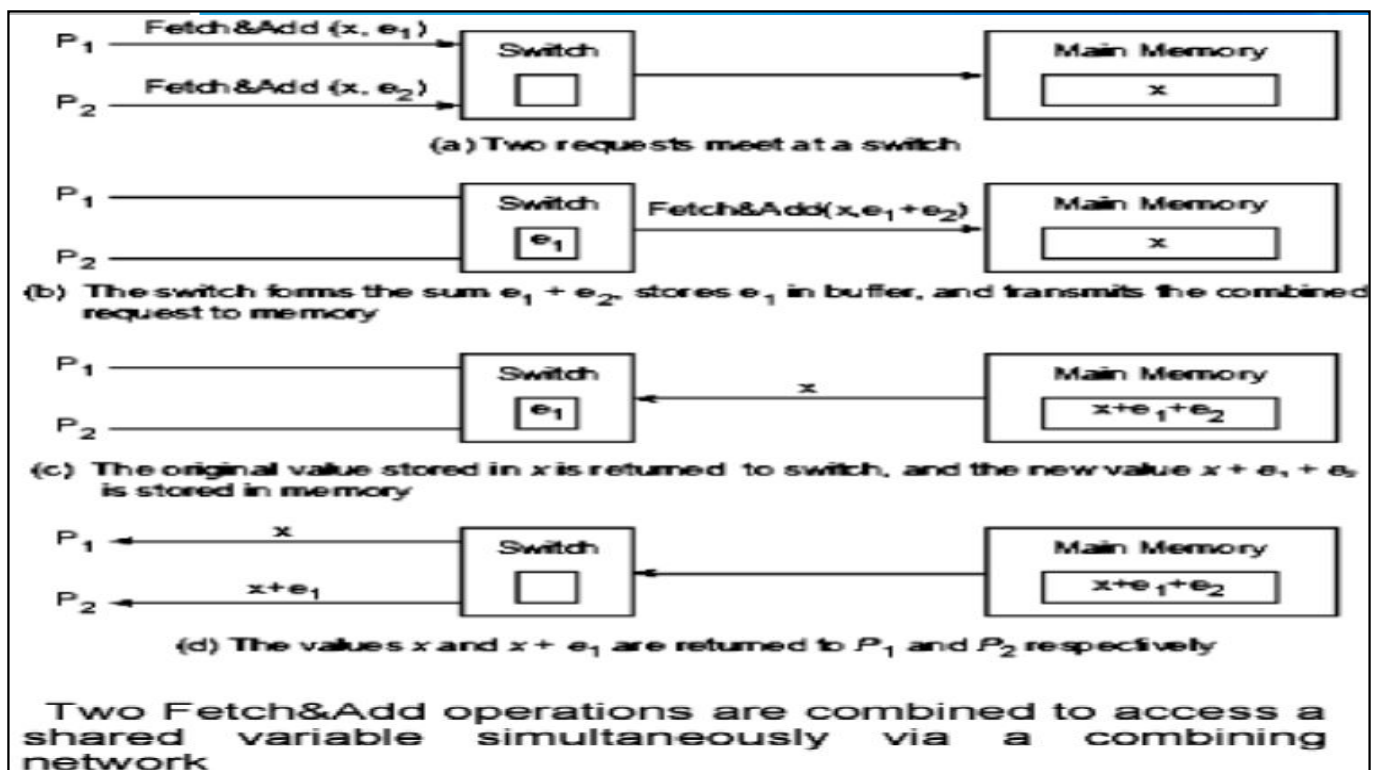 P1 Fetch&Add (x, e1)
Switch
Main Memory
x
P2 Fetch&Add (x, e2)
(a) Two requests meet at a switch
P1
Switch
e1
Fetch&Add(x,e1+e2)
Main Memory
x
P2
(b) The switch forms the sum e1 + e2, stores e1 in buffer, and transmits the combined
request to memory
P1
Switch
e1
x
Main Memory
x+e1+e2
P2
(c) The original value stored in x is returned to switch, and the new value x + e1 + e2
is stored in memory
P1 x
Switch
Main Memory
x+e1+e2
P2 x+e1
(d) The values x and x + e1 are returned to P1 and P2 respectively
Two Fetch&Add operations are combined to access a
shared variable simultaneously via a combining
network